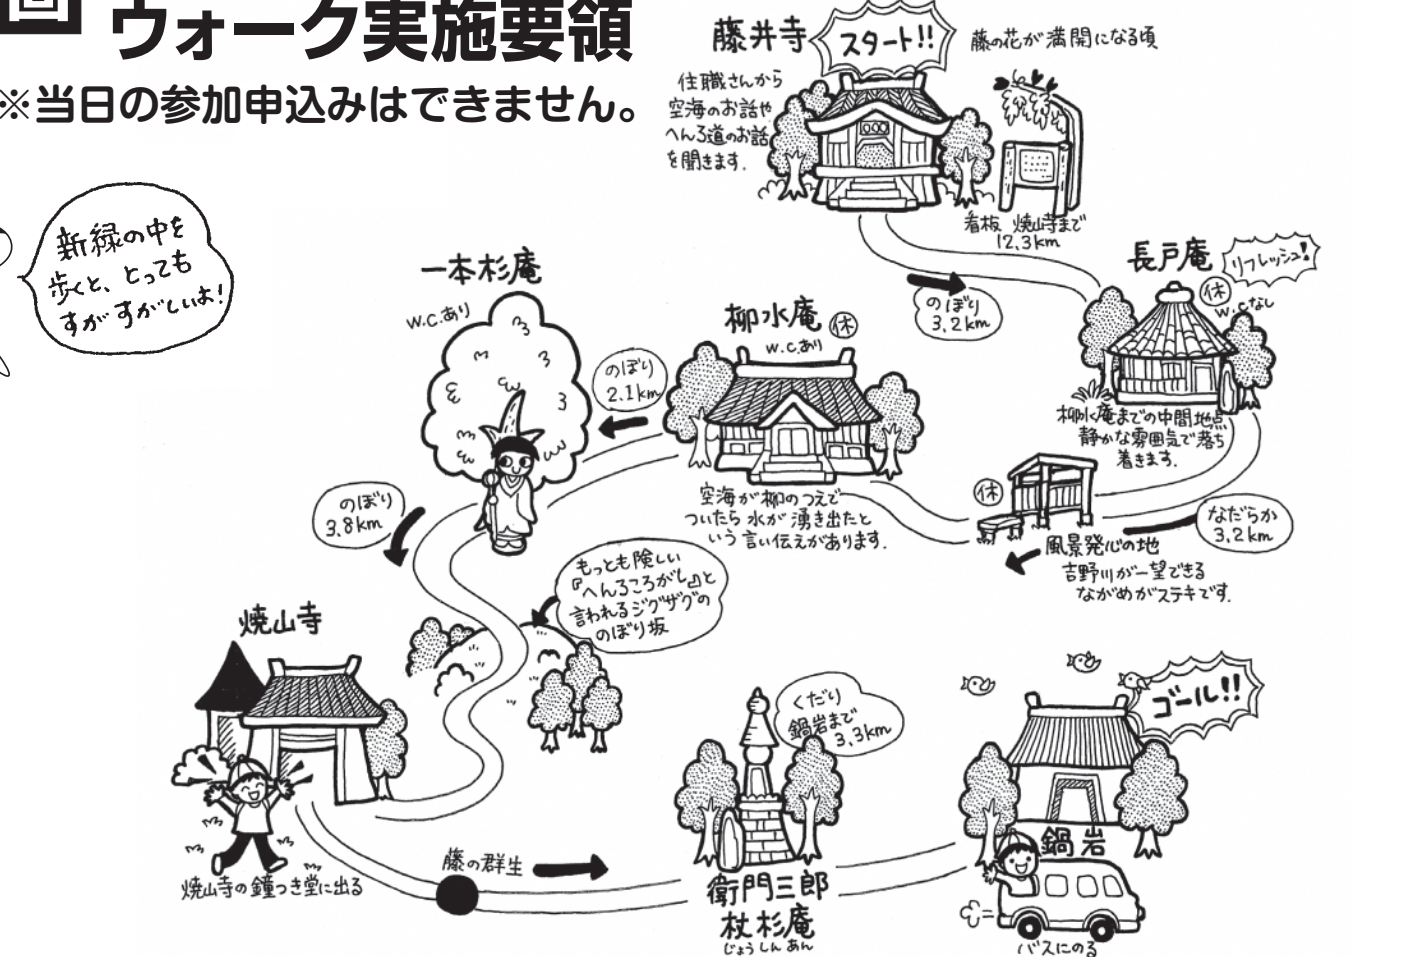 回
ウォーク実施要領
※当日の参加申込みはできません。
新緑の中を
歩くと、とっても
すがすがしいよ!
藤井寺
スタート!!
藤の花が満開になる頃
住職さんから
空海のお話や
へんろ道のお話
を聞きます.
看板 焼山寺まで
12.3km
のぼり
3.2km
長戸庵
リフレッシュ!
休
w.c.なし
柳水庵までの中間地点
静かな雰囲気で落ち
着きます.
なだらか
3.2km
休
風景発心の地
吉野川が一望できる
ながめがステキです.
柳水庵
休
w.c.あり
空海が柳のつえで
ついたら水が湧き出たと
いう言い伝えがあります.
のぼり
2.1km
一本杉庵
w.c.あり
のぼり
3.8km
もっとも険しい
『へんろころがし』と
言われるジグザグの
のぼり坂
焼山寺
焼山寺の鐘つき堂に出る
藤の群生
くだり
鍋岩まで
3.3km
衛門三郎
杖杉庵
じょうしんあん
ゴール!!
鍋岩
バスにのる